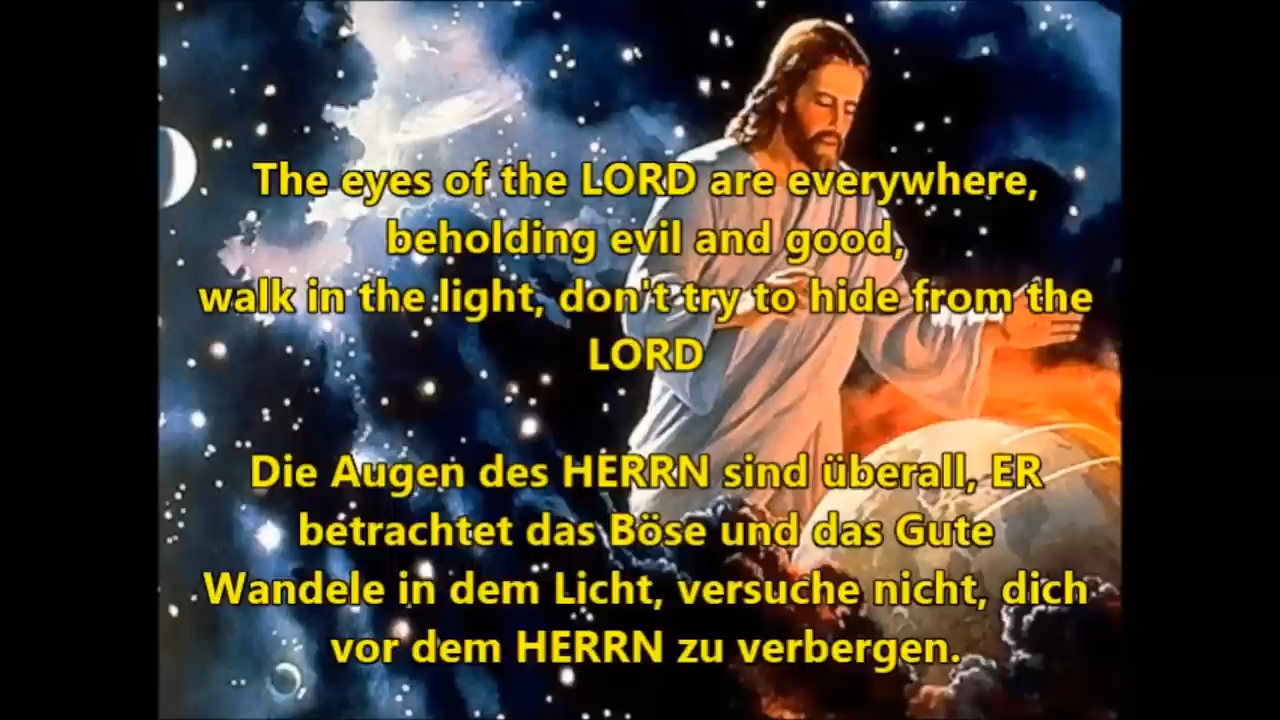 The eyes of the LORD are everywhere,
beholding evil and good,
walk in the light, don't try to hide from the
LORD
Die Augen des HERRN sind überall, ER
betrachtet das Böse und das Gute
Wandele in dem Licht, versuche nicht, dich
vor dem HERRN zu verbergen.